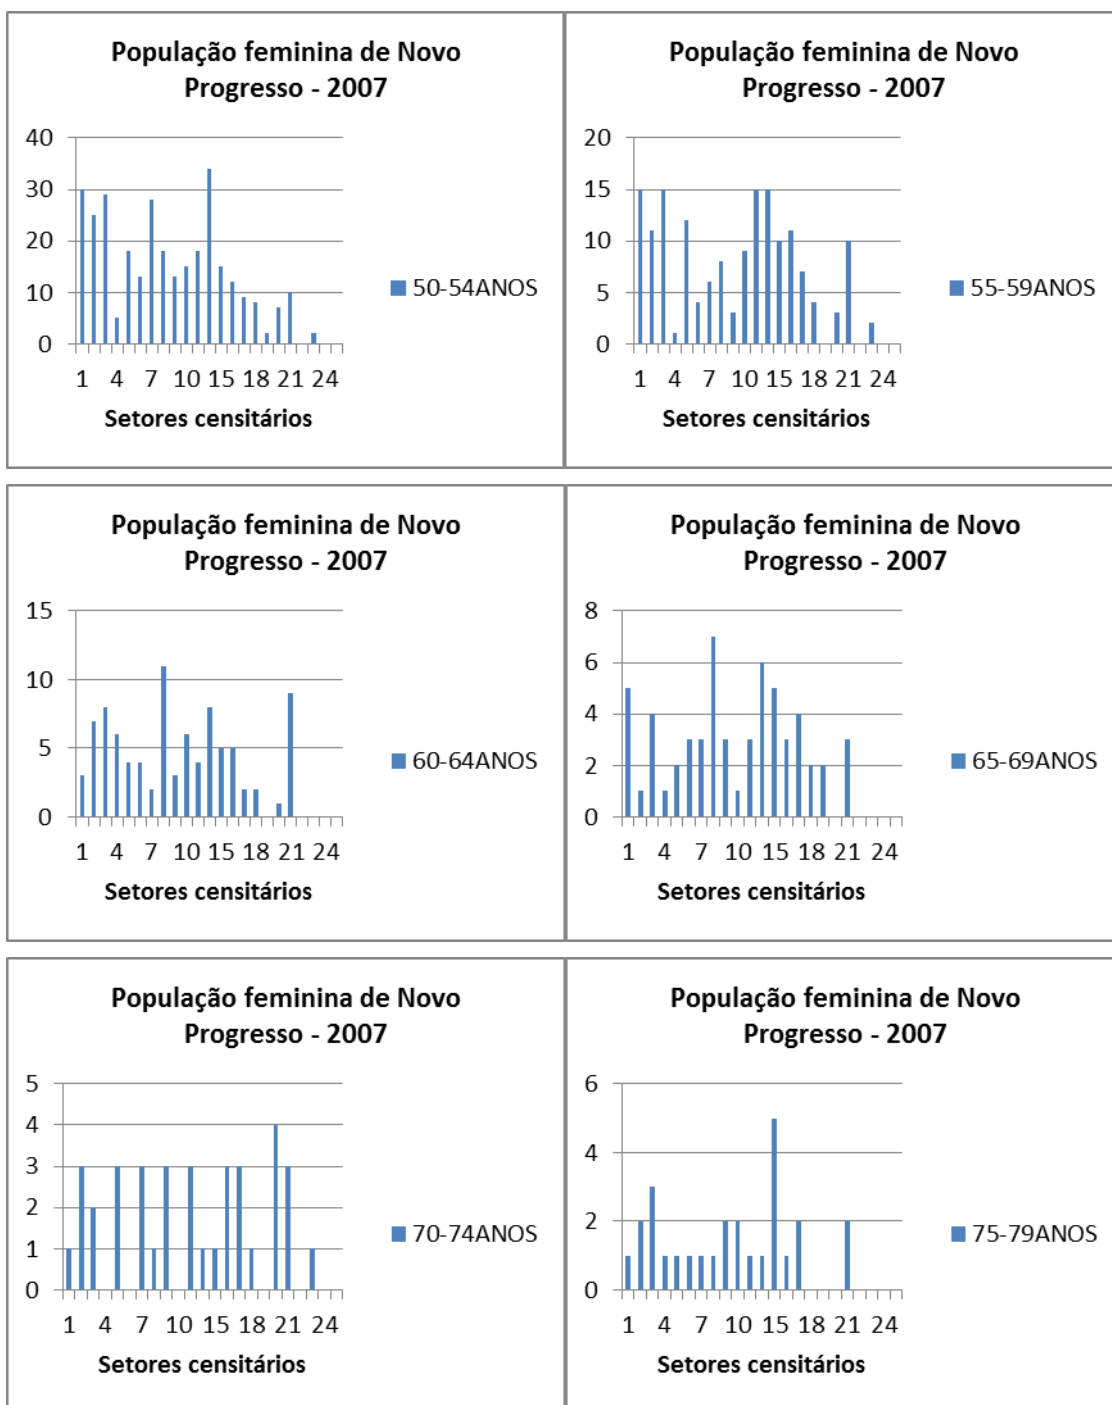 População feminina de Novo
Progresso - 2007
40
30
20
10
0
1 4 7 10 15 18 21 24
Setores censitários
50-54ANOS
População feminina de Novo
Progresso - 2007
20
15
10
5
0
1 4 7 10 15 18 21 24
Setores censitários
55-59ANOS
População feminina de Novo
Progresso - 2007
15
10
5
0
1 4 7 10 15 18 21 24
Setores censitários
60-64ANOS
População feminina de Novo
Progresso - 2007
8
6
4
2
0
1 4 7 10 15 18 21 24
Setores censitários
65-69ANOS
População feminina de Novo
Progresso - 2007
5
4
3
2
1
0
1 4 7 10 15 18 21 24
Setores censitários
70-74ANOS
População feminina de Novo
Progresso - 2007
6
4
2
0
1 4 7 10 15 18 21 24
Setores censitários
75-79ANOS